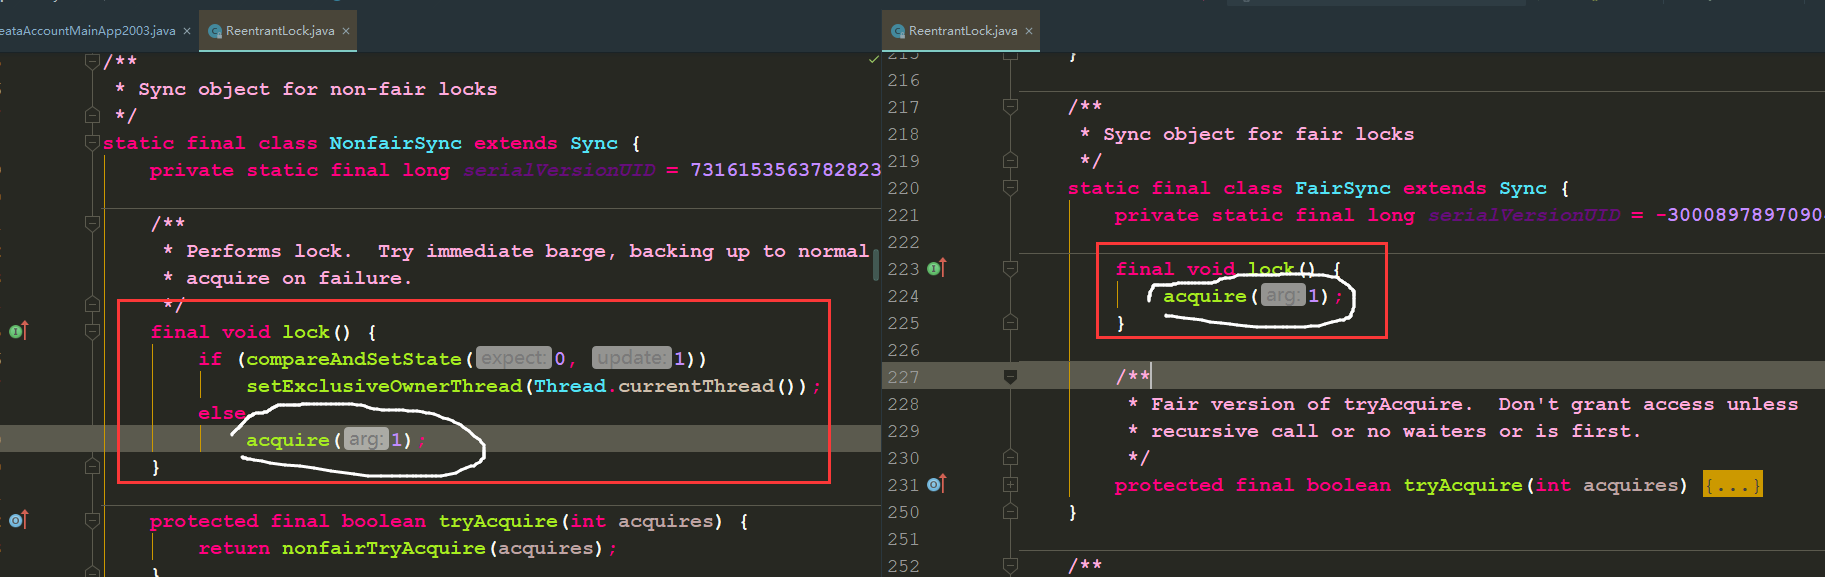 eataAccountMainApp2003.java × ReentrantLock.java ×
/**
 * Sync object for non-fair locks
 */
static final class NonfairSync extends Sync {
    private static final long serialVersionUID = 7316153563782823
    /**
     * Performs lock.  Try immediate barge, backing up to normal
     * acquire on failure.
     */
    final void lock() {
        if (compareAndSetState(expect: 0, update: 1))
            setExclusiveOwnerThread(Thread.currentThread());
        else
            acquire(arg: 1);
    }
    protected final boolean tryAcquire(int acquires) {
        return nonfairTryAcquire(acquires);
    }
ReentrantLock.java ×
215     }
216
217     /**
218      * Sync object for fair locks
219      */
220     static final class FairSync extends Sync {
221         private static final long serialVersionUID = -3000897897090
222
223         final void lock() {
224             acquire(arg: 1);
225         }
226
227         /**
228          * Fair version of tryAcquire.  Don't grant access unless
229          * recursive call or no waiters or is first.
230          */
231         protected final boolean tryAcquire(int acquires) {...}
250     }
251
252     /**